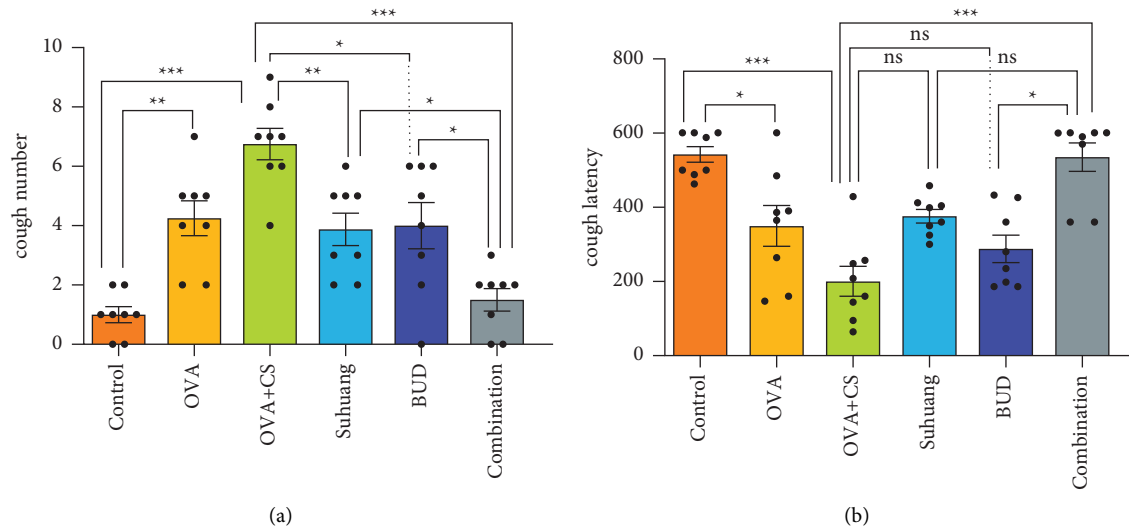 ***
*
***
**
**
*
*
10
8
6
4
2
0
cough number
Control
OVA
OVA+CS
Suhuang
BUD
Combination
(a)
***
ns
***
ns
ns
*
*
800
600
400
200
0
cough latency
Control
OVA
OVA+CS
Suhuang
BUD
Combination
(b)